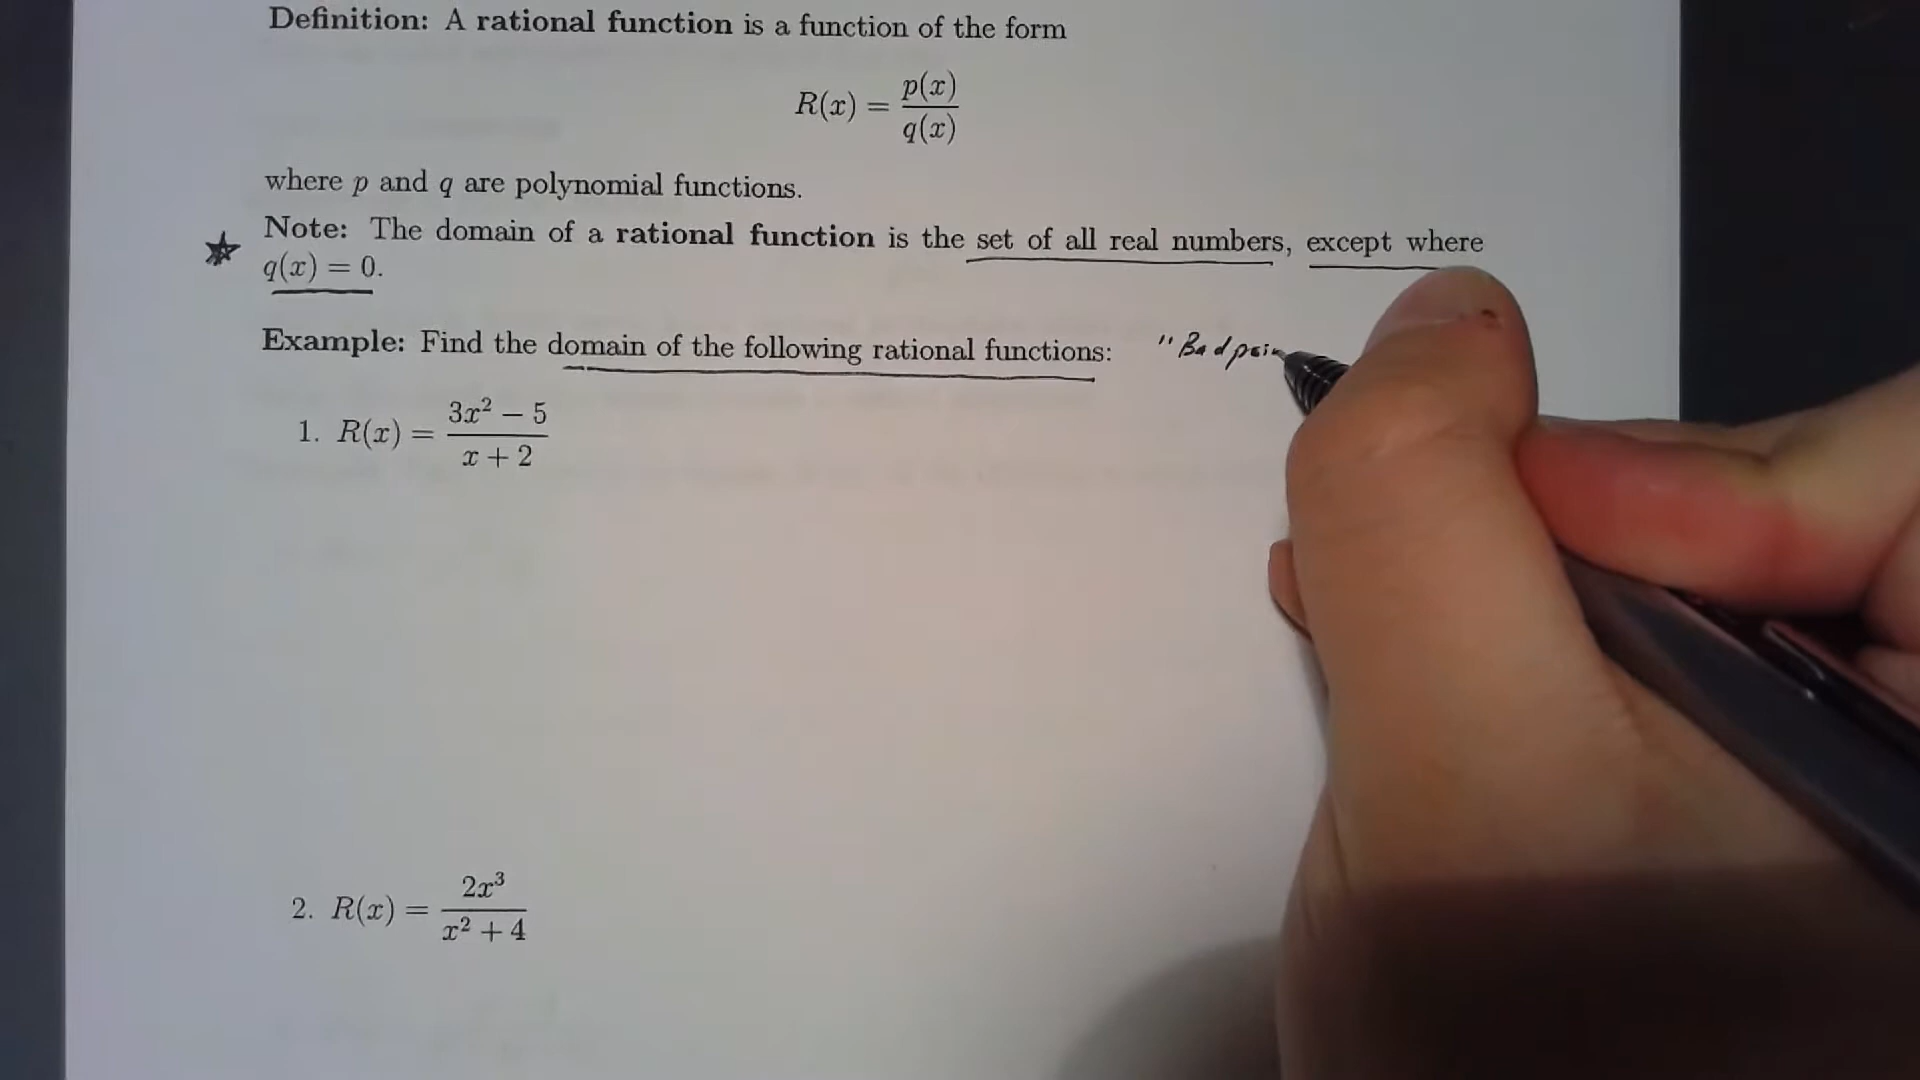 Definition: A rational function is a function of the form
R(x) = p(x)/q(x)
where p and q are polynomial functions.
Note: The domain of a rational function is the set of all real numbers, except where
q(x) = 0.
Example: Find the domain of the following rational functions: "Bad poin
1. R(x) = (3x² − 5)/(x + 2)
2. R(x) = 2x³/(x² + 4)